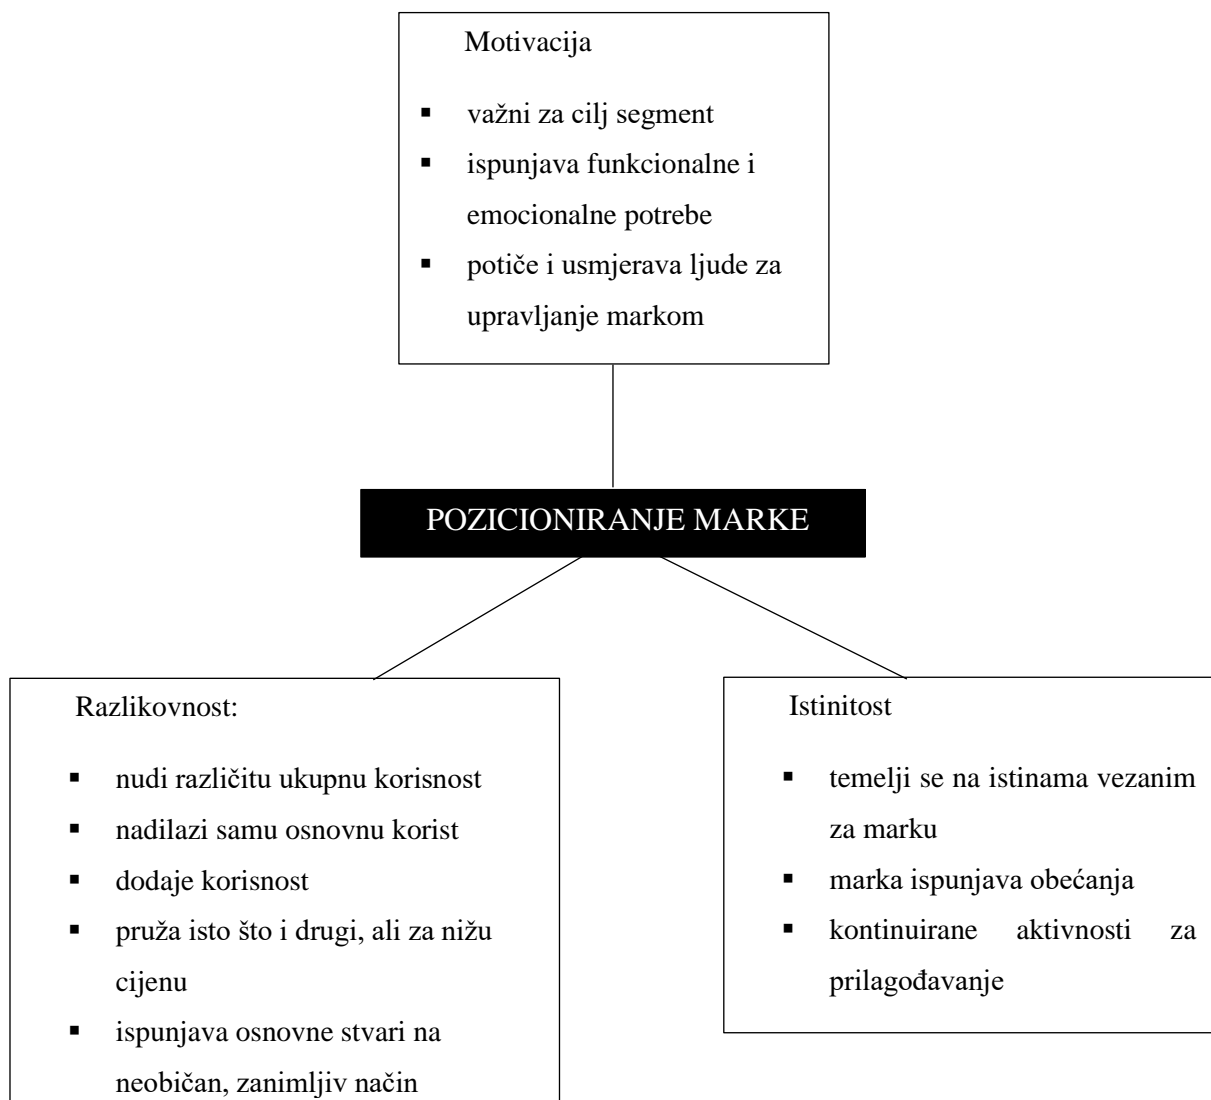 Motivacija
▪ važni za cilj segment
▪ ispunjava funkcionalne i
emocionalne potrebe
▪ potiče i usmjerava ljude za
upravljanje markom
POZICIONIRANJE MARKE
Razlikovnost:
▪ nudi različitu ukupnu korisnost
▪ nadilazi samu osnovnu korist
▪ dodaje korisnost
▪ pruža isto što i drugi, ali za nižu
cijenu
▪ ispunjava osnovne stvari na
neobičan, zanimljiv način
Istinitost
▪ temelji se na istinama vezanim
za marku
▪ marka ispunjava obećanja
▪ kontinuirane aktivnosti za
prilagođavanje